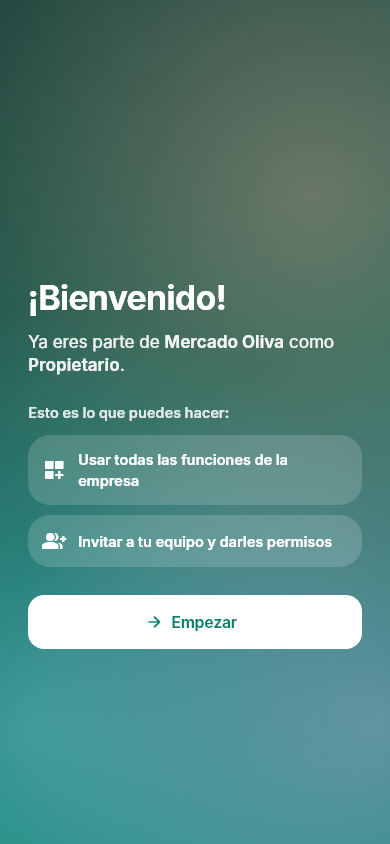 ¡Bienvenido!
Ya eres parte de Mercado Oliva como
Propietario.
Esto es lo que puedes hacer:
Usar todas las funciones de la
empresa
Invitar a tu equipo y darles permisos
Empezar